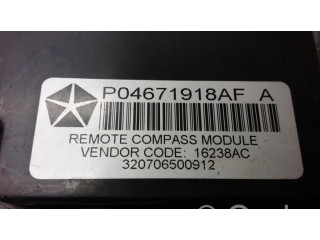 P04671918AF A
REMOTE COMPASS MODULE
VENDOR CODE: 16238AC
320706500912